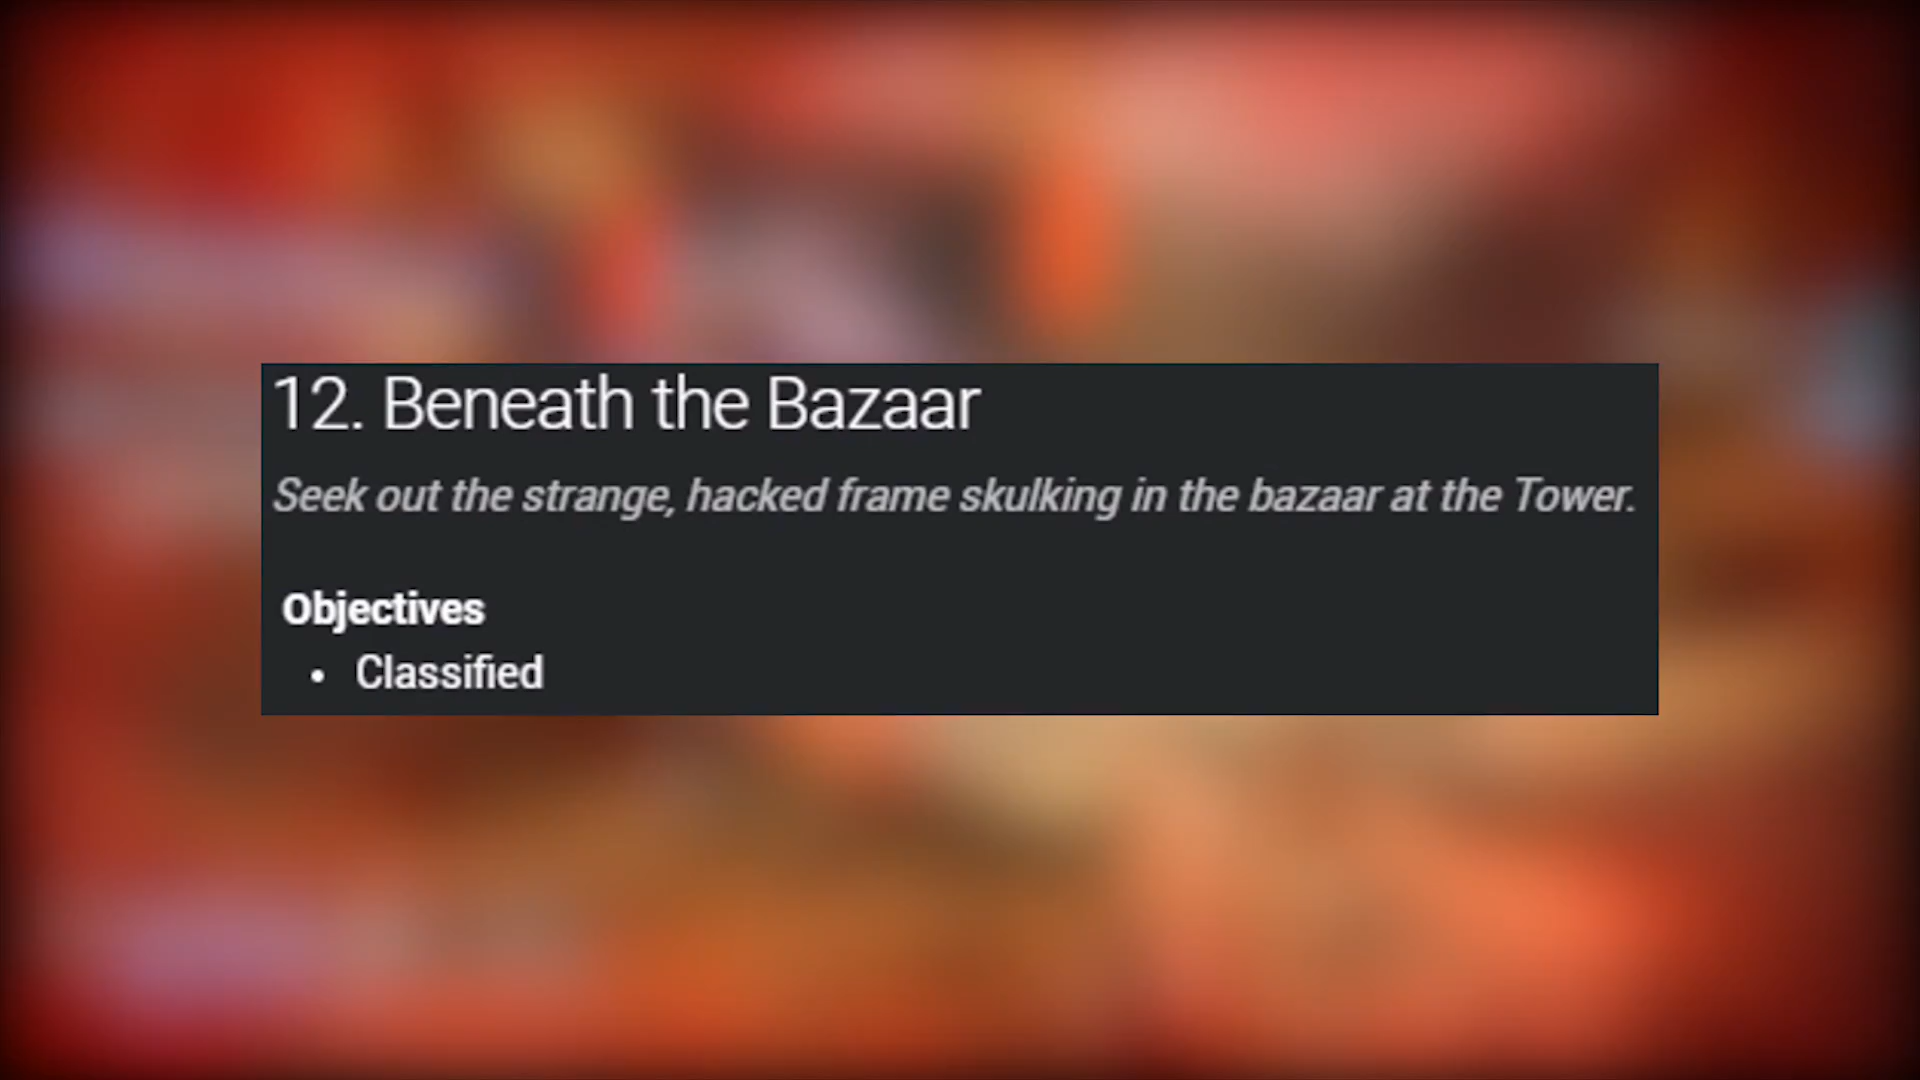 12. Beneath the Bazaar
Seek out the strange, hacked frame skulking in the bazaar at the Tower.
Objectives
• Classified